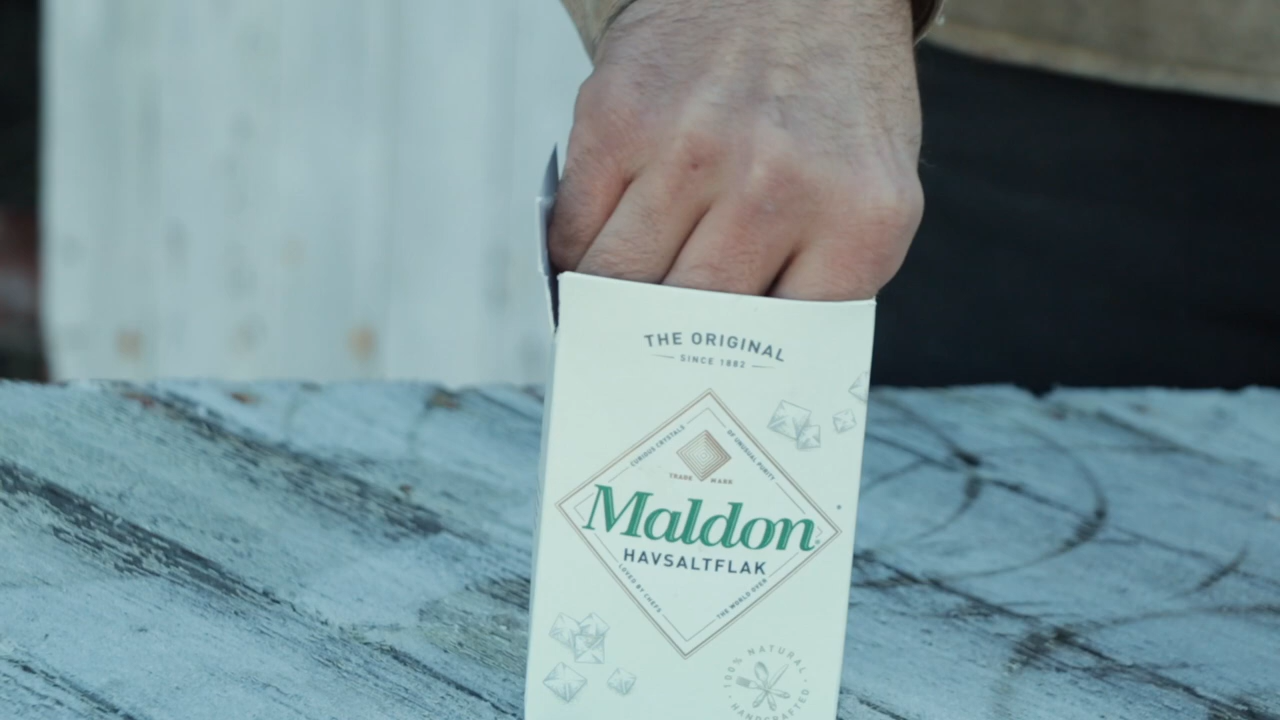 THE ORIGINAL
SINCE 1882
CURIOUS CRYSTALS
OF UNUSUAL PURITY
TRADE MARK
Maldon
HAVSALTFLAK
LOVED BY CHEFS
THE WORLD OVER
100% NATURAL
HANDCRAFTED